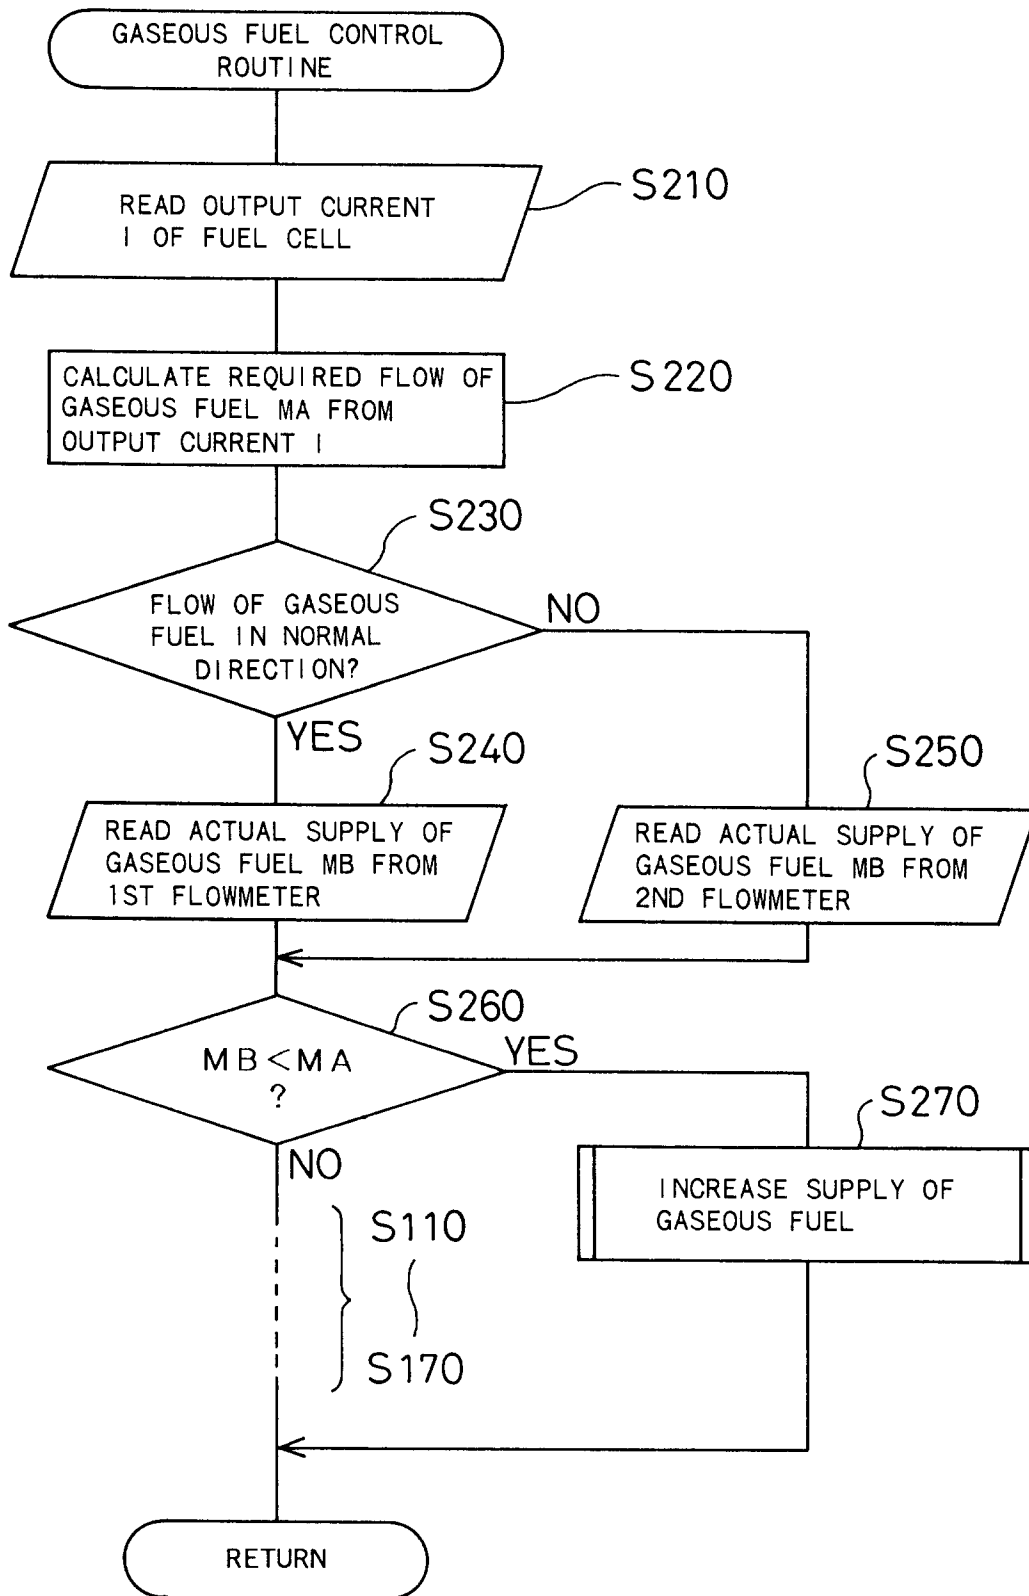 GASEOUS FUEL CONTROL
ROUTINE
READ OUTPUT CURRENT
I OF FUEL CELL
S210
CALCULATE REQUIRED FLOW OF
GASEOUS FUEL MA FROM
OUTPUT CURRENT I
S220
S230
FLOW OF GASEOUS
FUEL IN NORMAL
DIRECTION?
NO
YES
S240
READ ACTUAL SUPPLY OF
GASEOUS FUEL MB FROM
1ST FLOWMETER
S250
READ ACTUAL SUPPLY OF
GASEOUS FUEL MB FROM
2ND FLOWMETER
S260
MB<MA
?
YES
NO
S270
INCREASE SUPPLY OF
GASEOUS FUEL
S110
S170
RETURN